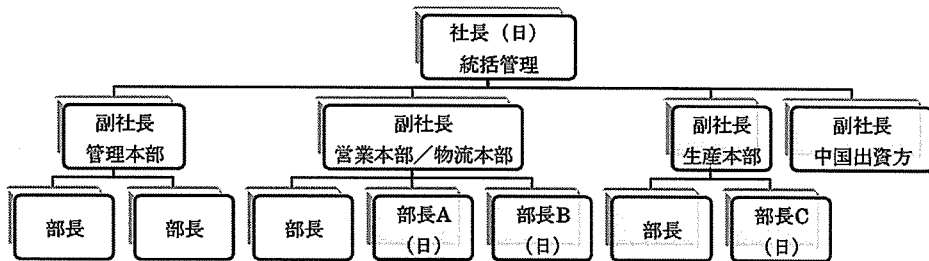 社長（日）
統括管理
副社長
管理本部
副社長
営業本部／物流本部
副社長
生産本部
副社長
中国出資方
部長
部長
部長
部長A
（日）
部長B
（日）
部長
部長C
（日）